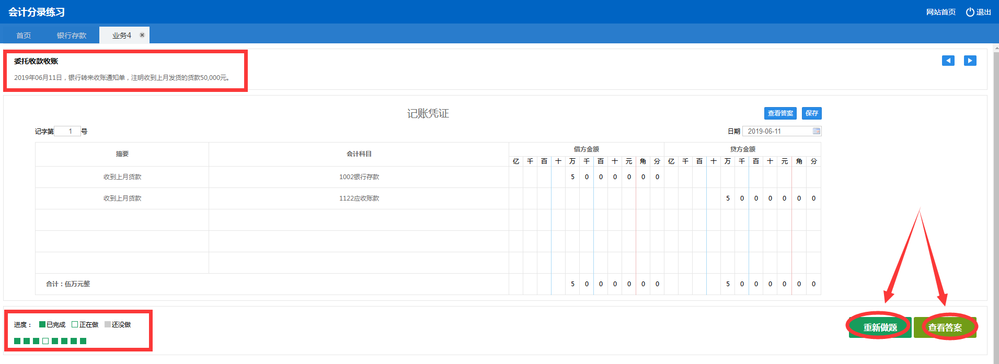 会计分录练习
网站首页 退出
首页 银行存款 业务4
委托收款收账
2019年06月11日，银行转来收账通知单，注明收到上月发货的货款50,000元。
记账凭证
查看答案 保存
记字第 1 号
日期 2019-06-11
摘要 会计科目 借方金额 贷方金额
亿 千 百 十 万 千 百 十 元 角 分 亿 千 百 十 万 千 百 十 元 角 分
收到上月货款 1002银行存款 5 0 0 0 0 0 0
收到上月货款 1122应收账款 5 0 0 0 0 0 0
合计：伍万元整 5 0 0 0 0 0 0 5 0 0 0 0 0 0
进度： 已完成 正在做 还没做
重新做题 查看答案